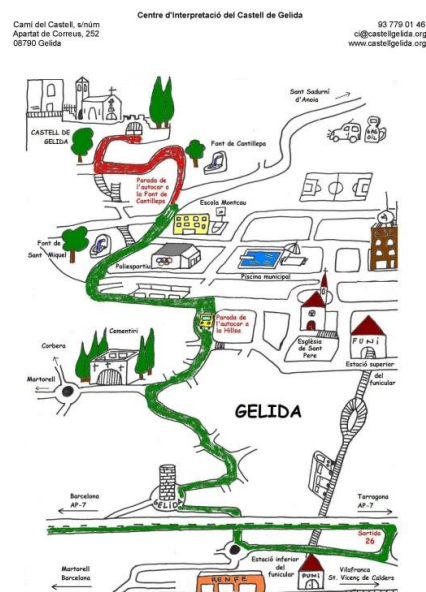 Centre d'Interpretació del Castell de Gelida
Camí del Castell, s/núm
Apartat de Correus, 252
08790 Gelida
93 779 01 46
ci@castellgelida.org
www.castellgelida.org
Sant Sadurní
d'Anoia
GAS
OIL
CASTELL DE
GELIDA
Font de Cantillepa
Parada de
l'autocar a
la Font de
Cantillepa
Escola Montcau
Font de
Sant Miquel
Poliesportiu
Piscina municipal
Parada de
l'autocar a
la Hillsa
Església
de Sant
Pere
FUNI
Estació superior
del
funicular
Cementiri
Corbera
Martorell
GELIDA
GELIDA
Barcelona
AP-7
Tarragona
AP-7
Sortida
26
Martorell
Barcelona
Estació inferior
del
funicular
RENFE
FUNI
Vilafranca
St. Vicenç de Calders